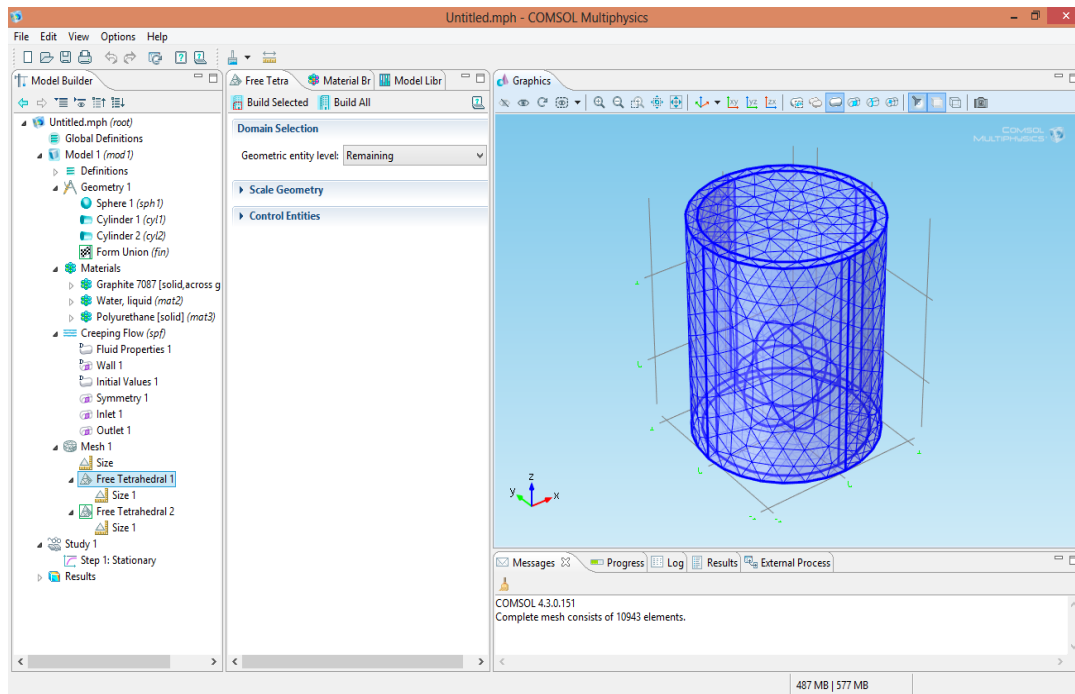 Untitled.mph - COMSOL Multiphysics
File Edit View Options Help
Model Builder
Free Tetra
Material Br
Model Libr
Graphics
Build Selected Build All
xy yz zx
Untitled.mph (root)
Global Definitions
Model 1 (mod1)
Definitions
Geometry 1
Sphere 1 (sph1)
Cylinder 1 (cyl1)
Cylinder 2 (cyl2)
Form Union (fin)
Materials
Graphite 7087 [solid,across g
Water, liquid (mat2)
Polyurethane [solid] (mat3)
Creeping Flow (spf)
Fluid Properties 1
Wall 1
Initial Values 1
Symmetry 1
Inlet 1
Outlet 1
Mesh 1
Size
Free Tetrahedral 1
Size 1
Free Tetrahedral 2
Size 1
Study 1
Step 1: Stationary
Results
Domain Selection
Geometric entity level: Remaining
Scale Geometry
Control Entities
COMSOL
MULTIPHYSICS
z
y x
Messages Progress Log Results External Process
COMSOL 4.3.0.151
Complete mesh consists of 10943 elements.
487 MB | 577 MB